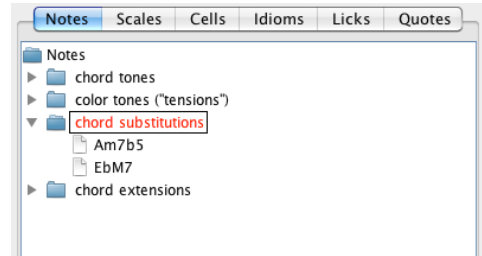 Notes Scales Cells Idioms Licks Quotes
Notes
chord tones
color tones ("tensions")
chord substitutions
Am7b5
EbM7
chord extensions